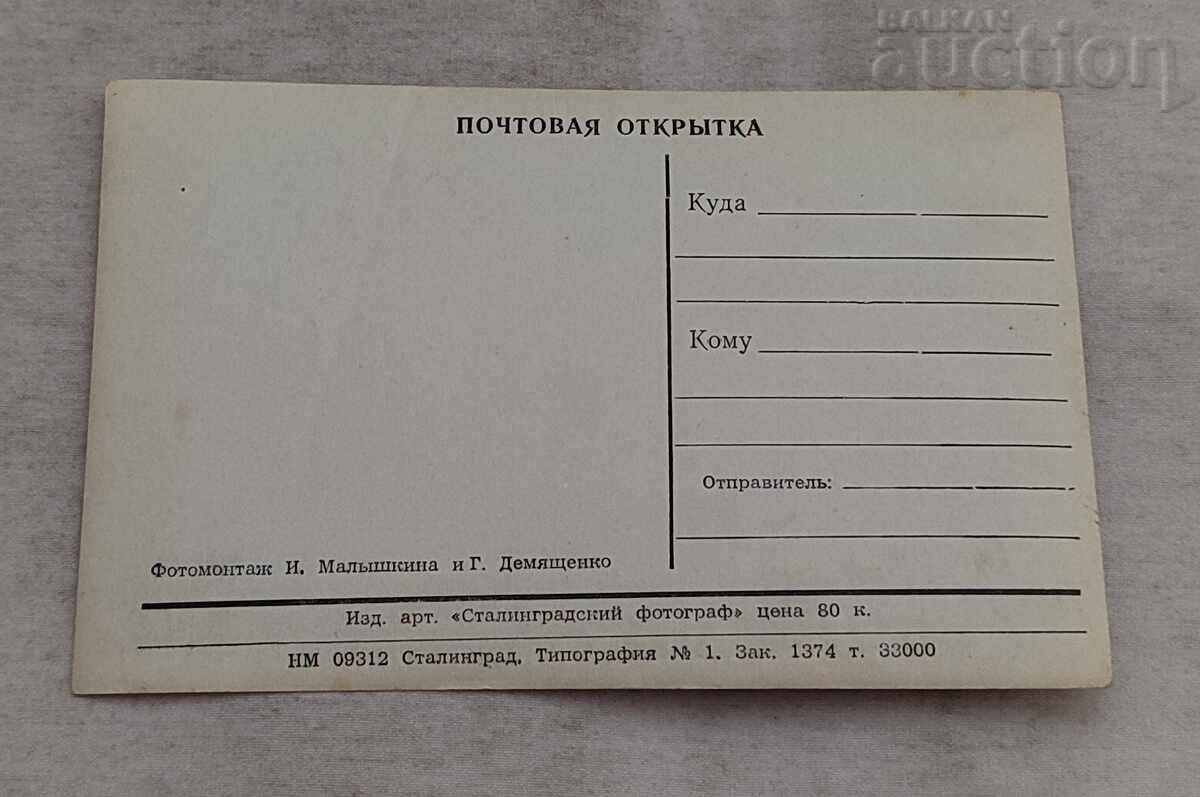 BALKAN
auction
ПОЧТОВАЯ ОТКРЫТКА
Куда
Кому
Отправитель:
Фотомонтаж И. Малышкина и Г. Демященко
Изд. арт. «Сталинградский фотограф» цена 80 к.
НМ 09312 Сталинград, Типография № 1. Зак. 1374 т. 33000